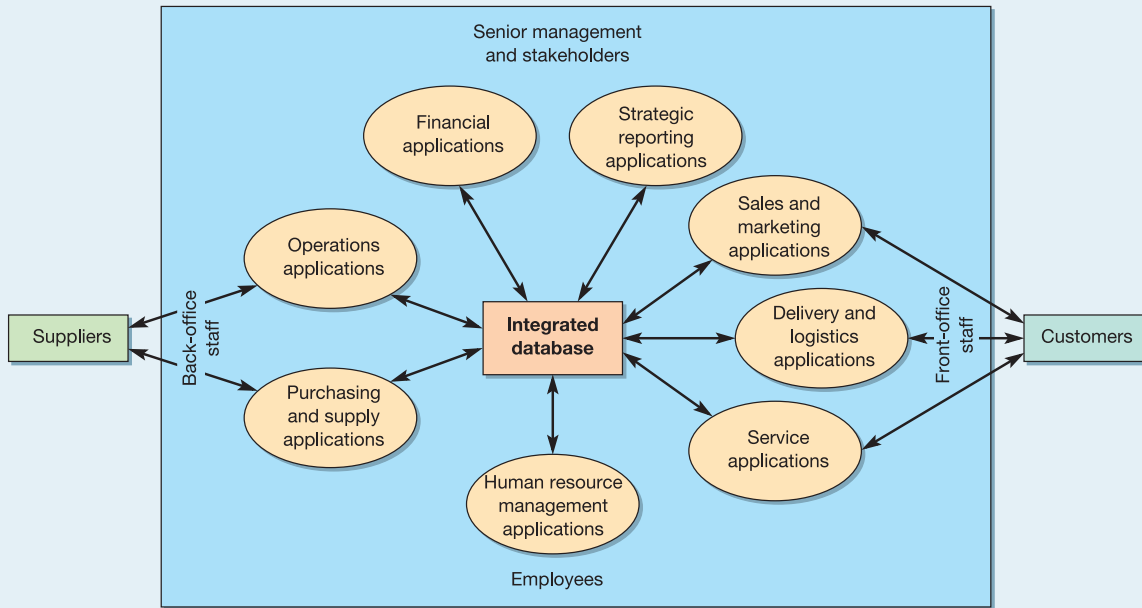 Senior management
and stakeholders
Financial
applications
Strategic
reporting
applications
Sales and
marketing
applications
Operations
applications
Suppliers
Back-office
staff
Integrated
database
Delivery and
logistics
applications
Front-office
staff
Customers
Purchasing
and supply
applications
Service
applications
Human resource
management
applications
Employees